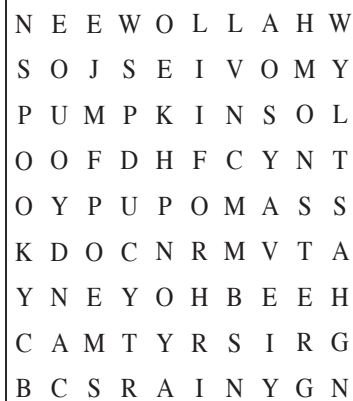 N E E W O L L A H W
S O J S E I V O M Y
P U M P K I N S O L
O O F D H F C Y N T
O Y P U P O M A S S
K D O C N R M V T A
Y N E Y O H B E E H
C A M T Y R S I R G
B C S R A I N Y G N